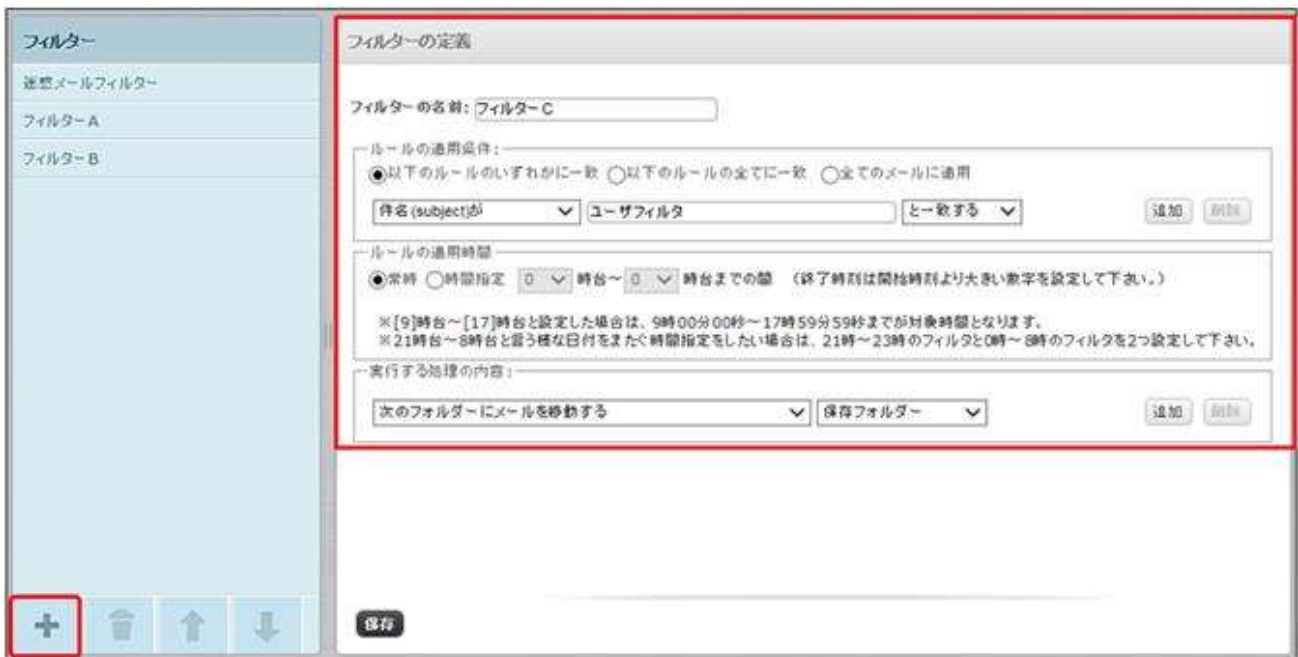 フィルター
迷惑メールフィルター
フィルターA
フィルターB
フィルターの定義
フィルターの名前: フィルターC
ルールの適用条件:
以下のルールのいずれかに一致 以下のルールの全てに一致 全てのメールに適用
件名(subject)が ユーザフィルタ と一致する 追加 削除
ルールの適用時間
常時 時間指定 0 時台～ 0 時台までの間 (終了時刻は開始時刻より大きい数字を設定して下さい。)
※[9]時台～[17]時台と設定した場合は、9時00分00秒～17時59分59秒までが対象時間となります。
※21時台～8時台と言う様な日付をまたぐ時間指定をしたい場合は、21時～23時のフィルタと0時～8時のフィルタを2つ設定して下さい。
実行する処理の内容:
次のフォルダーにメールを移動する 保存フォルダー 追加 削除
保存